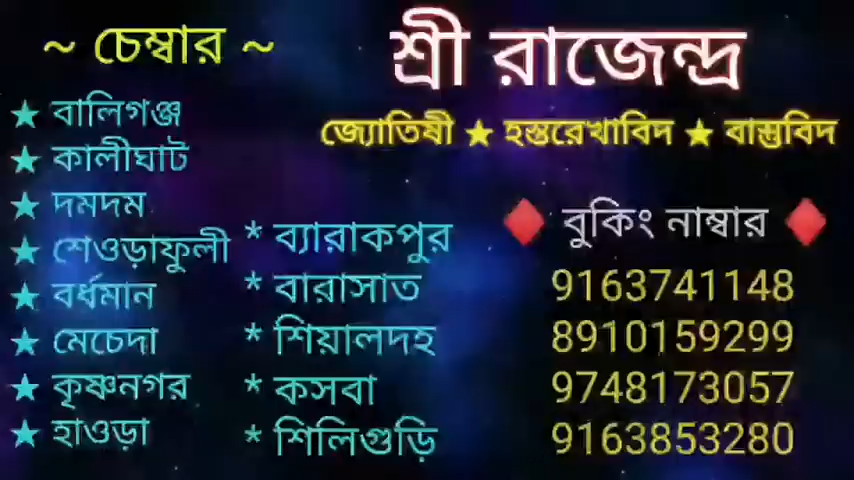 ~ চেম্বার ~
★ বালিগঞ্জ
★ কালীঘাট
★ দমদম
★ শেওড়াফুলী
★ বর্ধমান
★ মেচেদা
★ কৃষ্ণনগর
★ হাওড়া
* ব্যারাকপুর
* বারাসাত
* শিয়ালদহ
* কসবা
* শিলিগুড়ি
শ্রী রাজেন্দ্র
জ্যোতিষী ★ হস্তরেখাবিদ ★ বাস্তুবিদ
♦ বুকিং নাম্বার ♦
9163741148
8910159299
9748173057
9163853280